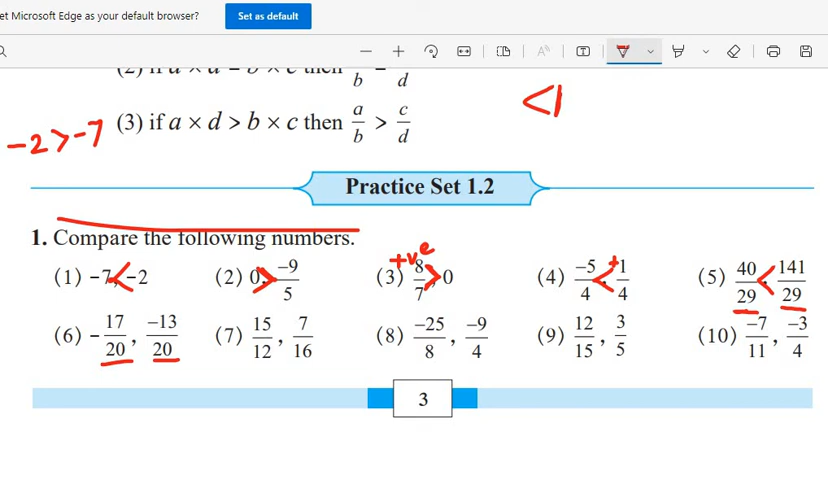 et Microsoft Edge as your default browser? Set as default
(2) if a × d = b × c then a/b = c/d
<1
-2>-7 (3) if a × d > b × c then a/b > c/d
Practice Set 1.2
1. Compare the following numbers.
+ve
(1) -7, < -2 (2) 0, > -9/5 (3) 8/7, > 0 (4) -5/4, < +1/4 (5) 40/29, < 141/29
(6) -17/20, -13/20 (7) 15/12, 7/16 (8) -25/8, -9/4 (9) 12/15, 3/5 (10) -7/11, -3/4
3